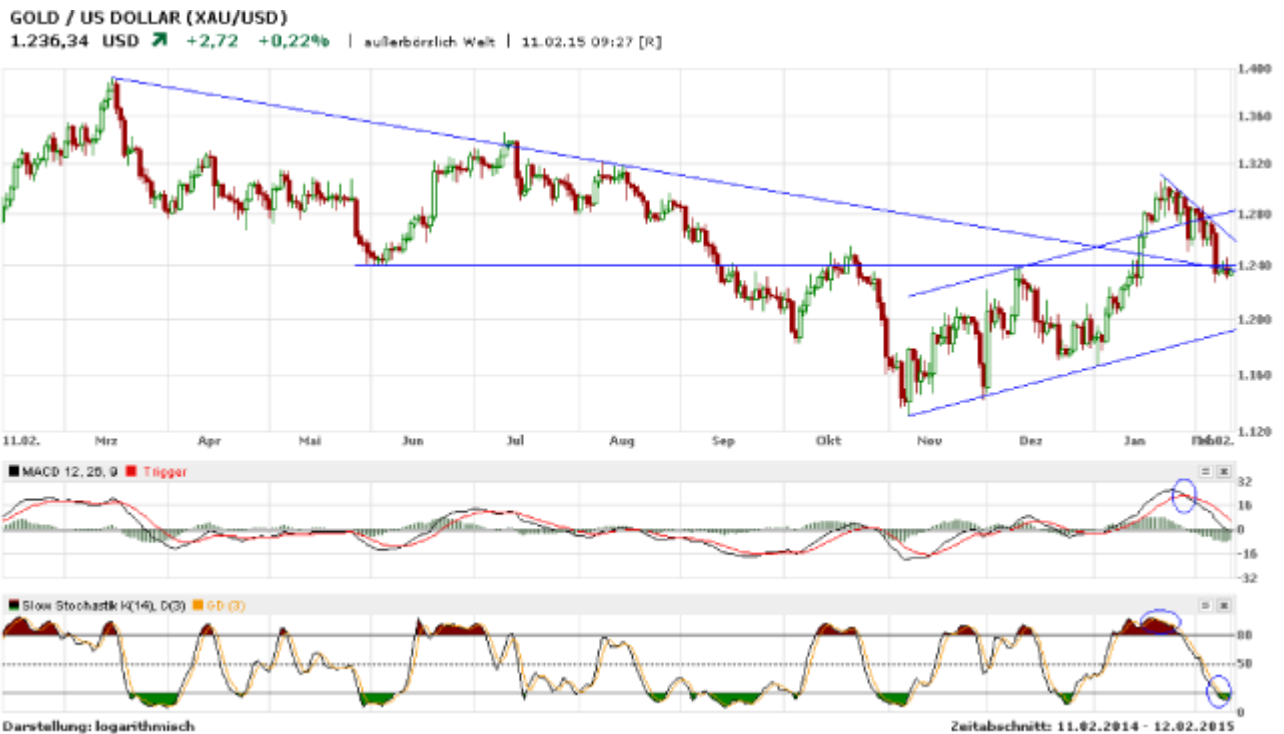 GOLD / US DOLLAR (XAU/USD)
1.236,34 USD +2,72 +0,22% | außerbörslich Welt | 11.02.15 09:27 [R]
1.400
1.360
1.320
1.280
1.240
1.200
1.160
1.120
11.02. Mrz Apr Mai Jun Jul Aug Sep Okt Nov Dez Jan
MACD 12, 26, 9 Trigger
32
16
0
-16
-32
Slow Stochastik K(14), D(3) GD (3)
80
50
0
Darstellung: logarithmisch Zeitabschnitt: 11.02.2014 - 12.02.2015